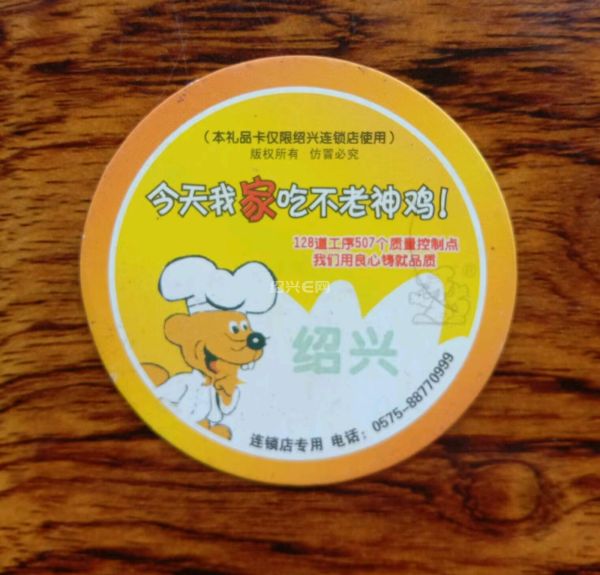 （本礼品卡仅限绍兴连锁店使用）
版权所有 仿冒必究
今天我家吃不老神鸡！
128道工序507个质量控制点
我们用良心铸就品质
®
绍兴E网
绍兴
连锁店专用 电话：0575-88770999